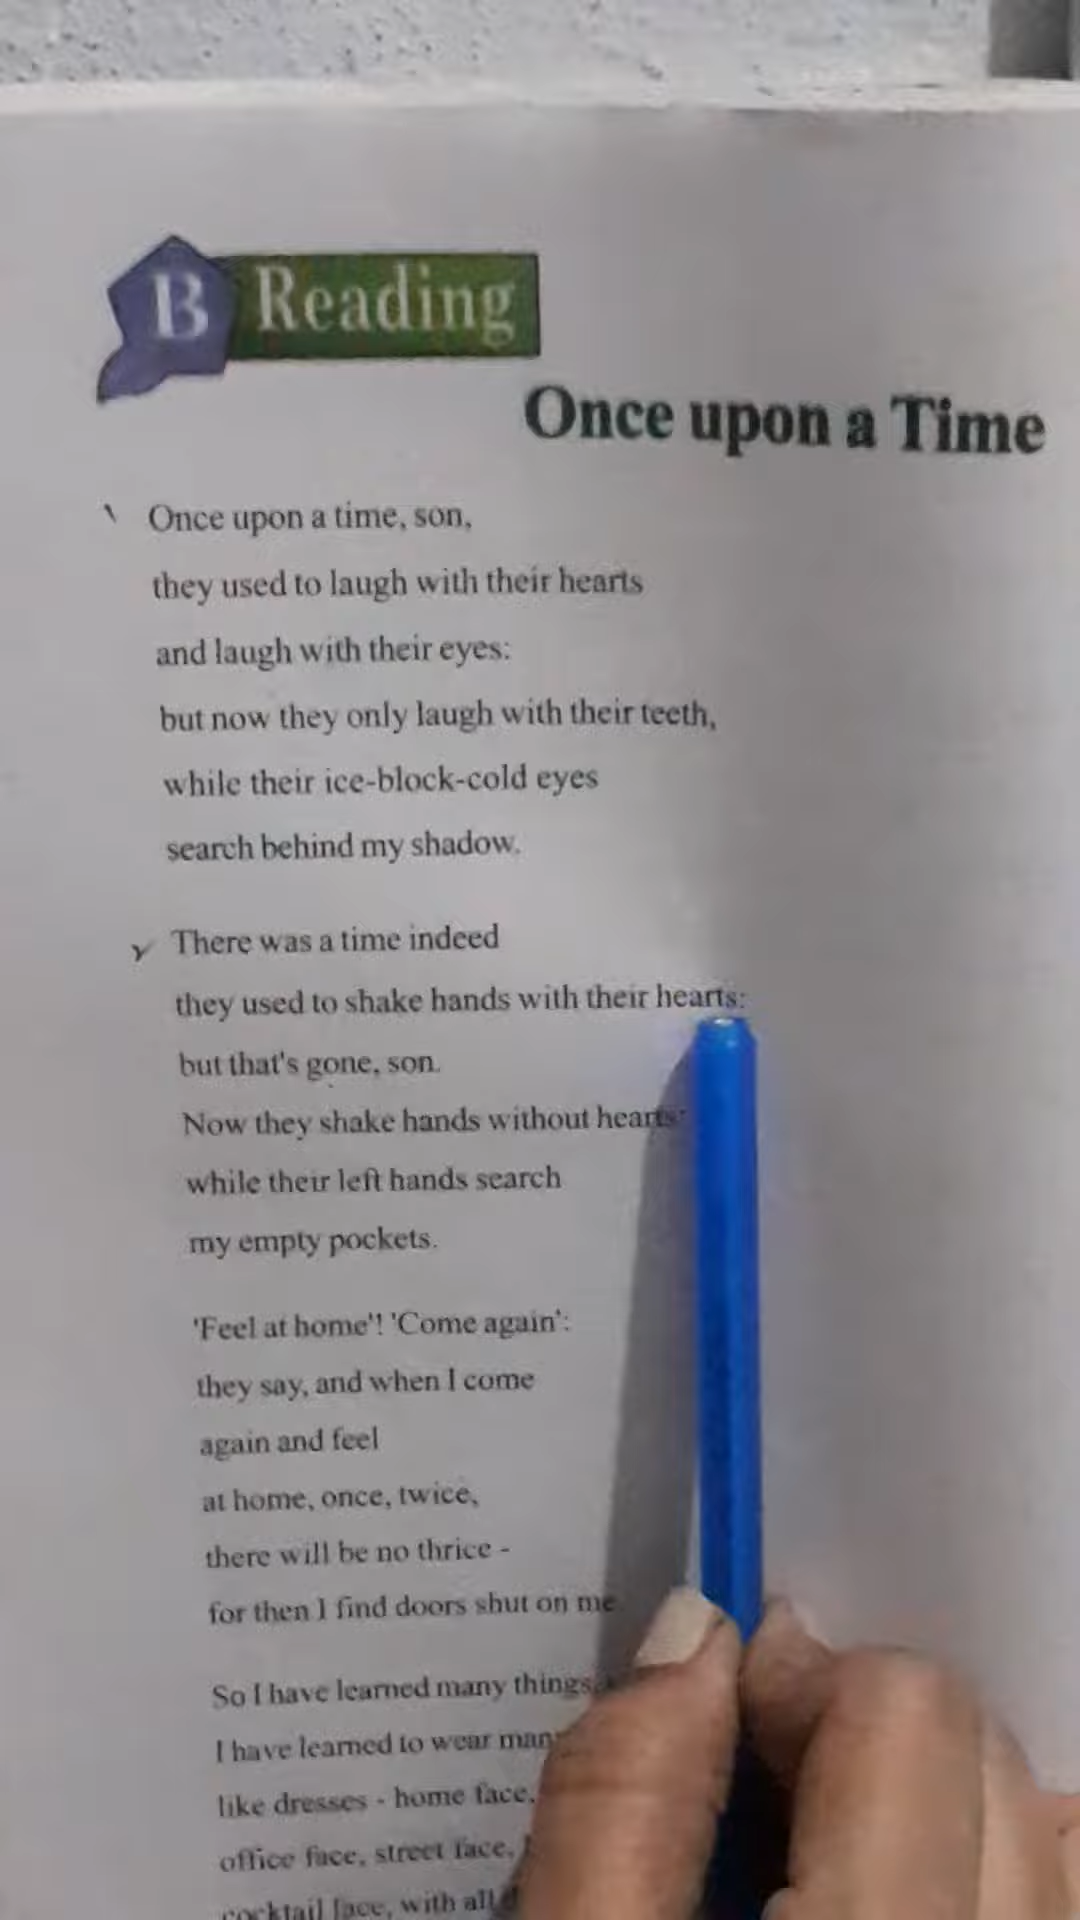 B Reading
Once upon a Time
Once upon a time, son,
they used to laugh with their hearts
and laugh with their eyes:
but now they only laugh with their teeth,
while their ice-block-cold eyes
search behind my shadow.
There was a time indeed
they used to shake hands with their hearts:
but that's gone, son.
Now they shake hands without hearts:
while their left hands search
my empty pockets.
'Feel at home'! 'Come again':
they say, and when I come
again and feel
at home, once, twice,
there will be no thrice -
for then I find doors shut on me
So I have learned many things
I have learned to wear
like dresses - home face,
office face, street face,
cocktail face, with all